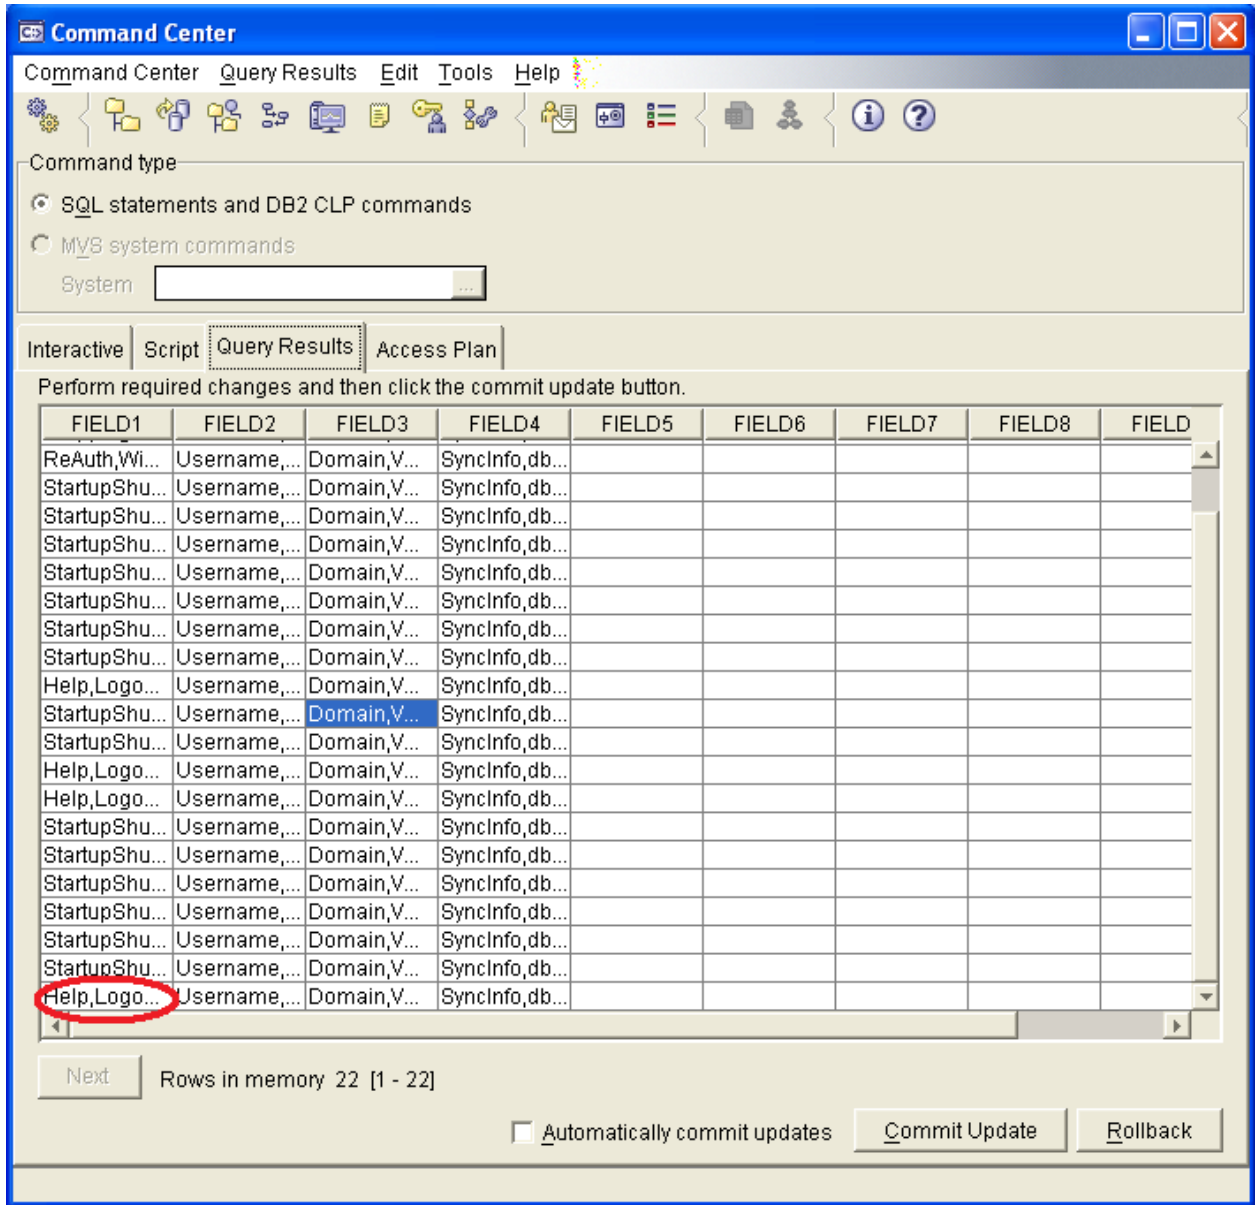 Command Center
Command Center Query Results Edit Tools Help
Command type
SQL statements and DB2 CLP commands
MVS system commands
System ...
Interactive Script Query Results Access Plan
Perform required changes and then click the commit update button.
FIELD1 FIELD2 FIELD3 FIELD4 FIELD5 FIELD6 FIELD7 FIELD8 FIELD
ReAuth,Wi... Username,... Domain,V... SyncInfo,db...
StartupShu... Username,... Domain,V... SyncInfo,db...
StartupShu... Username,... Domain,V... SyncInfo,db...
StartupShu... Username,... Domain,V... SyncInfo,db...
StartupShu... Username,... Domain,V... SyncInfo,db...
StartupShu... Username,... Domain,V... SyncInfo,db...
StartupShu... Username,... Domain,V... SyncInfo,db...
StartupShu... Username,... Domain,V... SyncInfo,db...
Help,Logo... Username,... Domain,V... SyncInfo,db...
StartupShu... Username,... Domain,V... SyncInfo,db...
StartupShu... Username,... Domain,V... SyncInfo,db...
Help,Logo... Username,... Domain,V... SyncInfo,db...
Help,Logo... Username,... Domain,V... SyncInfo,db...
StartupShu... Username,... Domain,V... SyncInfo,db...
StartupShu... Username,... Domain,V... SyncInfo,db...
StartupShu... Username,... Domain,V... SyncInfo,db...
StartupShu... Username,... Domain,V... SyncInfo,db...
StartupShu... Username,... Domain,V... SyncInfo,db...
StartupShu... Username,... Domain,V... SyncInfo,db...
Help,Logo... Username,... Domain,V... SyncInfo,db...
Next Rows in memory 22 [1 - 22]
Automatically commit updates Commit Update Rollback